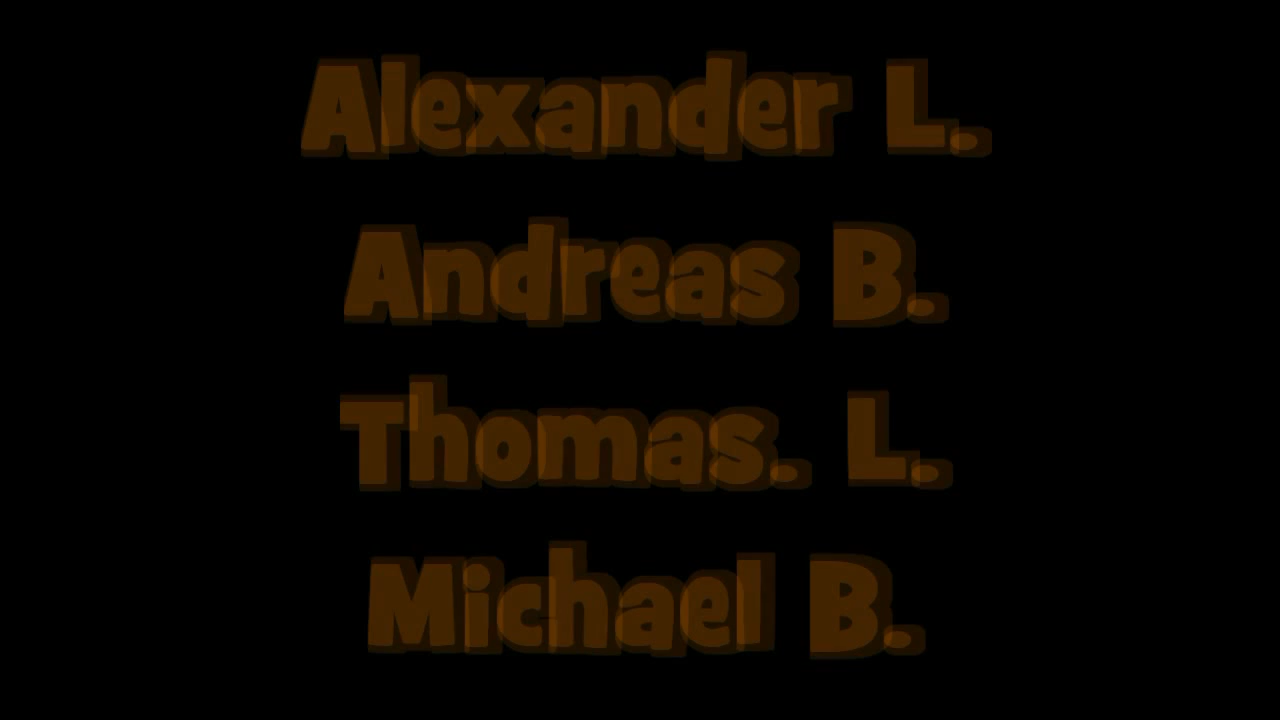 Alexander L.
Andreas B.
Thomas. L.
Michael B.